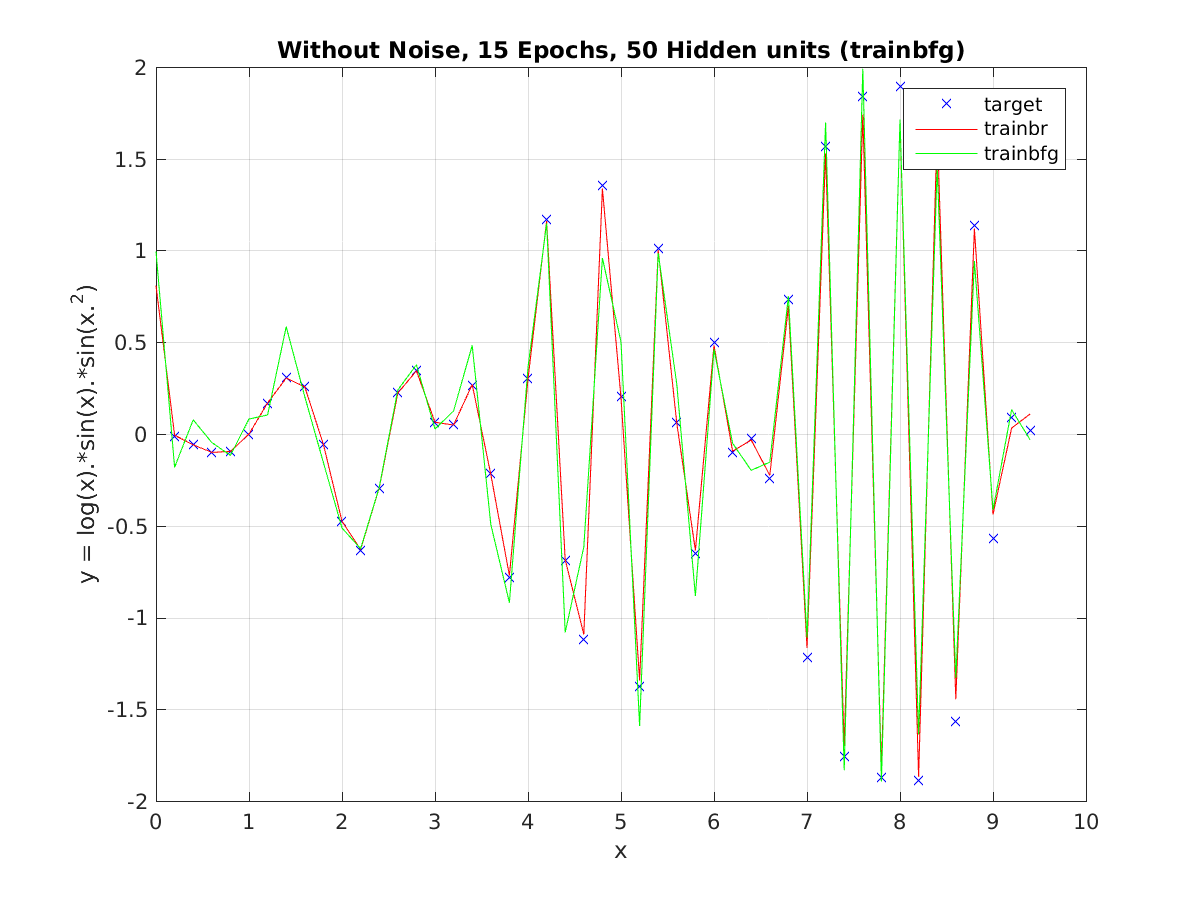 Without Noise, 15 Epochs, 50 Hidden units (trainbfg)
target
trainbr
trainbfg
y = log(x).*sin(x).*sin(x.²)
2
1.5
1
0.5
0
-0.5
-1
-1.5
-2
0 1 2 3 4 5 6 7 8 9 10
x